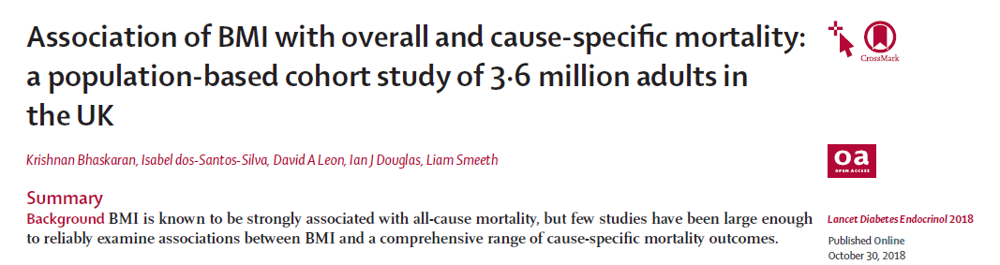 Association of BMI with overall and cause-specific mortality:
a population-based cohort study of 3·6 million adults in
the UK
CrossMark
Krishnan Bhaskaran, Isabel dos-Santos-Silva, David A Leon, Ian J Douglas, Liam Smeeth
oa
OPEN ACCESS
Summary
Background BMI is known to be strongly associated with all-cause mortality, but few studies have been large enough
to reliably examine associations between BMI and a comprehensive range of cause-specific mortality outcomes.
Lancet Diabetes Endocrinol 2018
Published Online
October 30, 2018